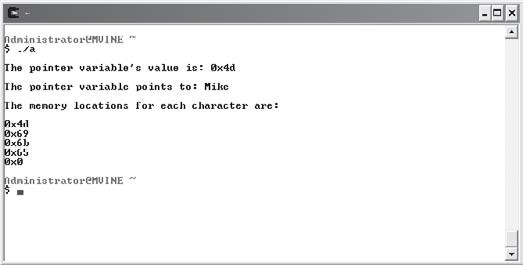 Administrator@MVINE ~
$ ./a
The pointer variable's value is: 0x4d
The pointer variable points to: Mike
The memory locations for each character are:
0x4d
0x69
0x6b
0x65
0x0
Administrator@MVINE ~
$